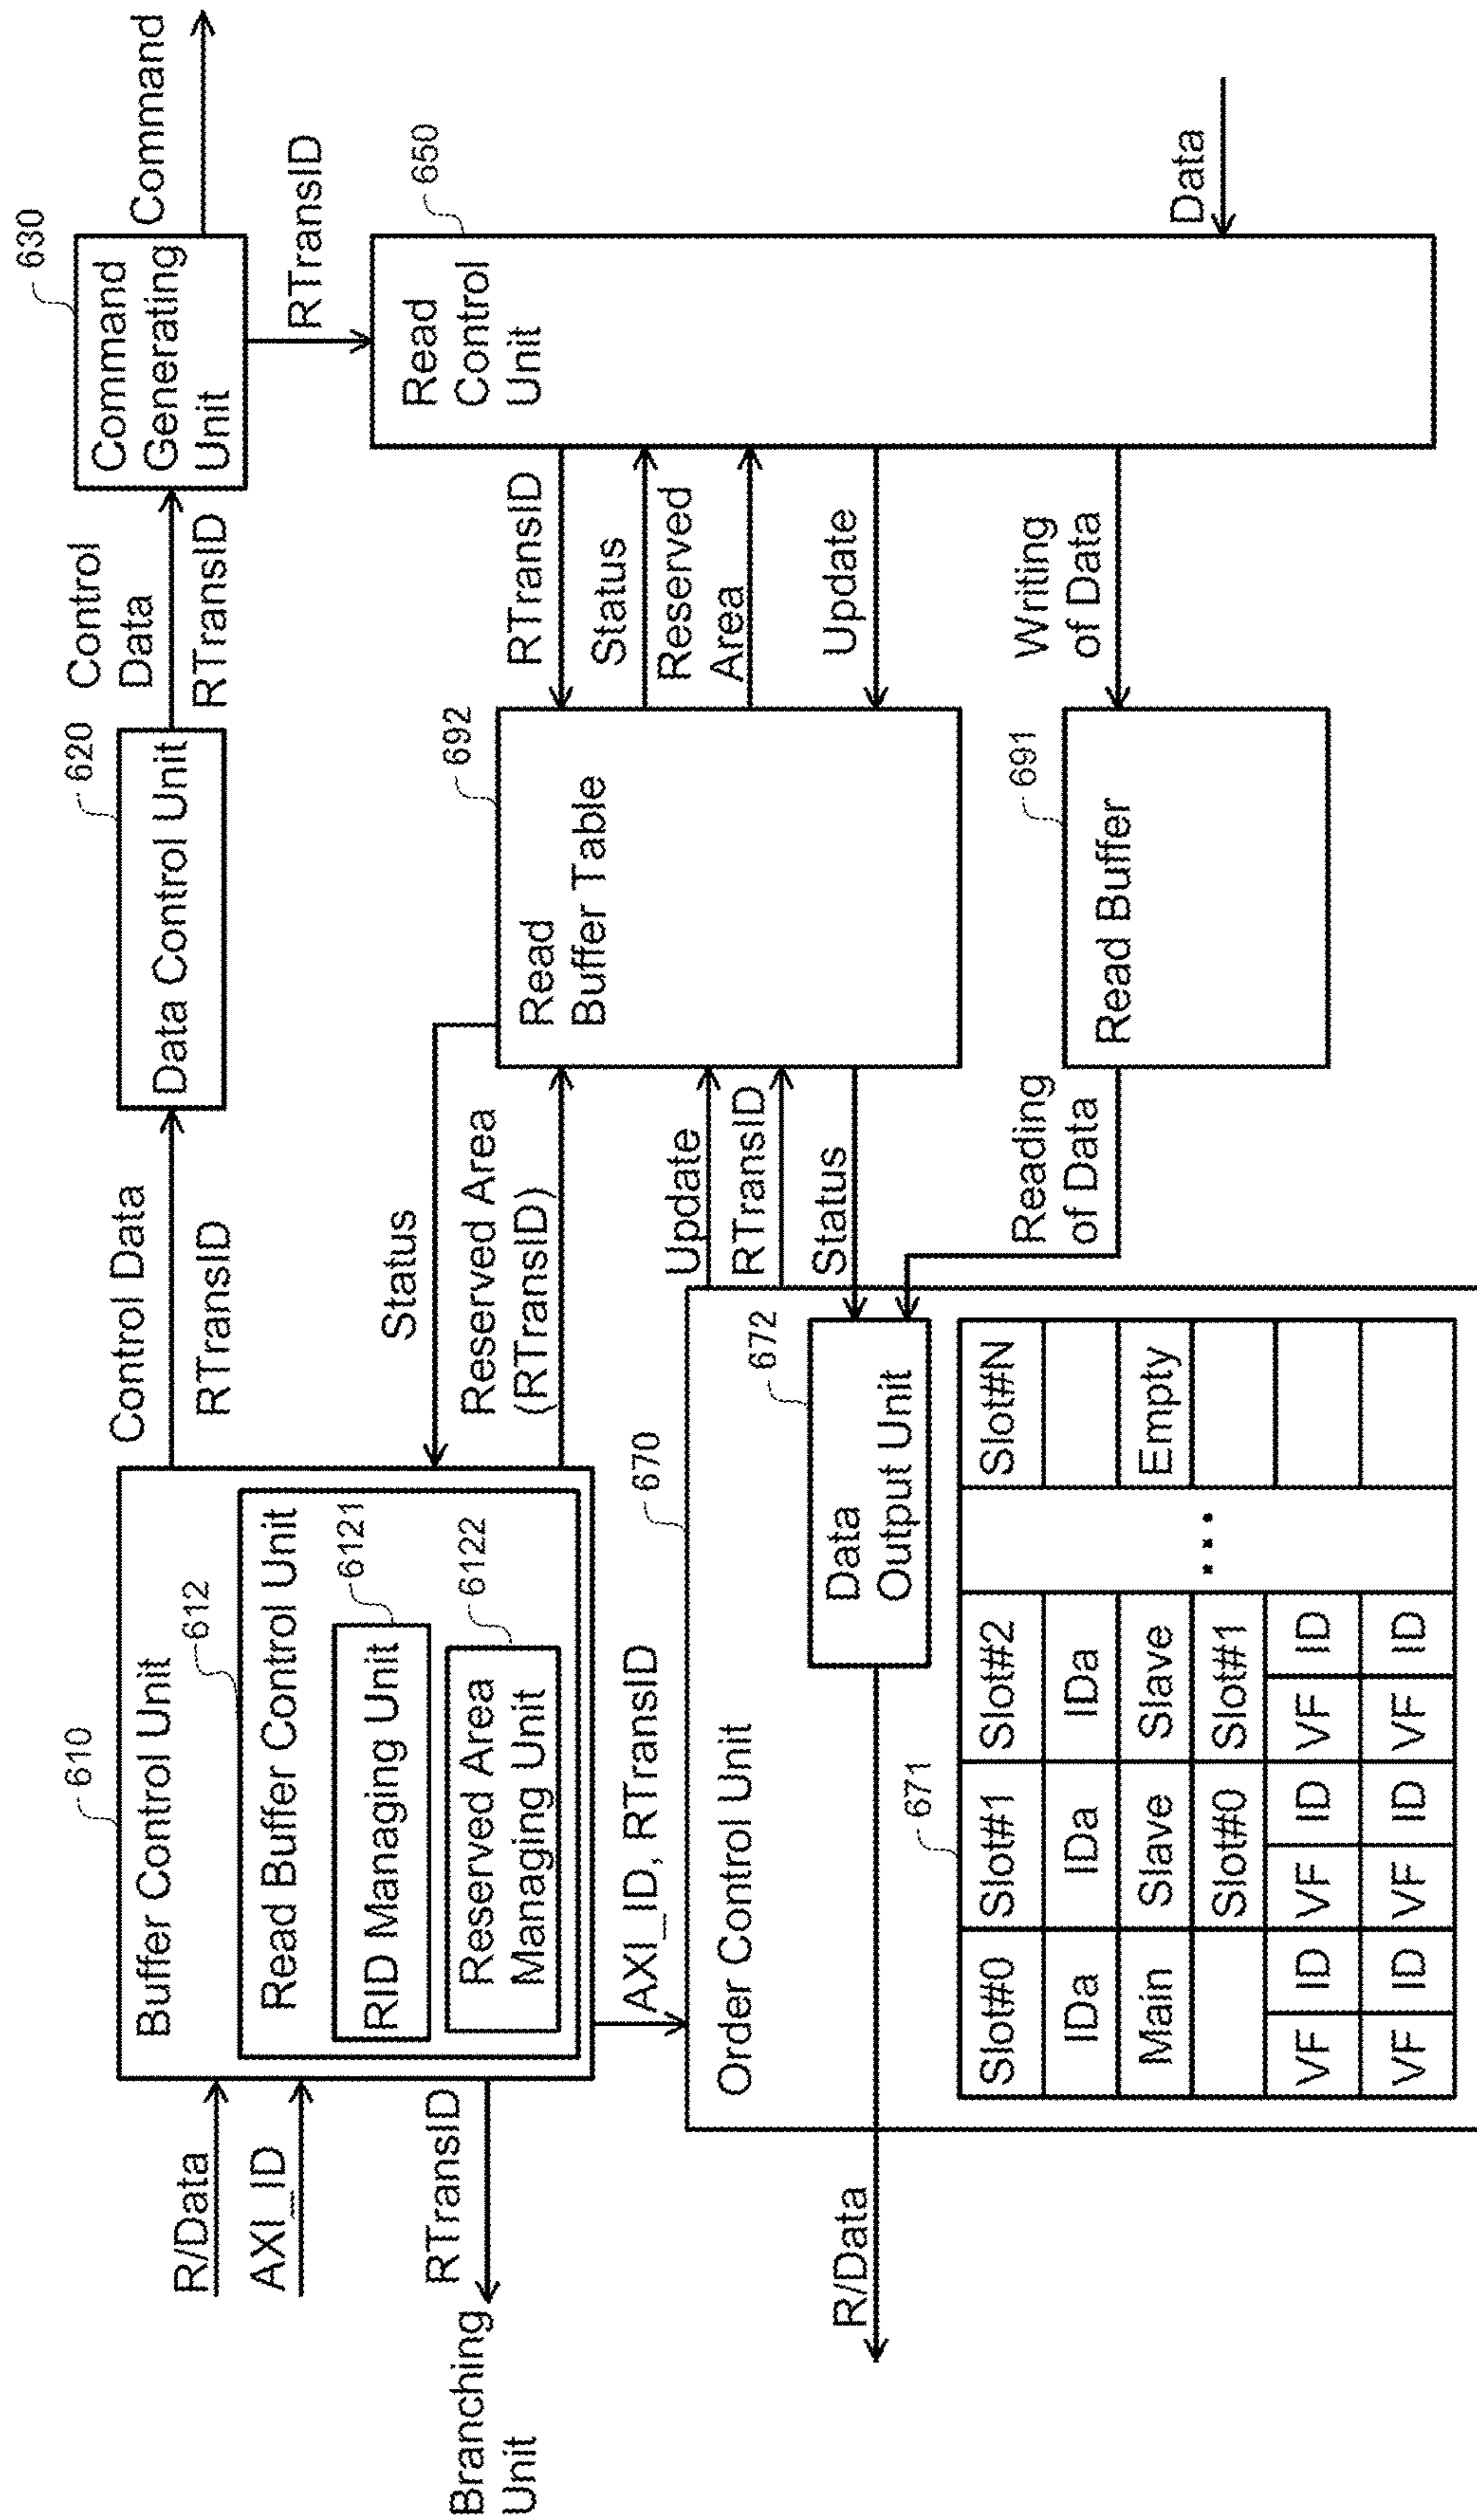 R/Data
AXI_ID
RTransID
Branching
Unit
610
Buffer Control Unit
612
Read Buffer Control Unit
RID Managing Unit
6121
Reserved Area
Managing Unit
6122
Control Data
RTransID
620
Data Control Unit
Control
Data
RTransID
630
Command
Generating
Unit
Command
RTransID
650
Read
Control
Unit
Data
Status
Reserved Area
(RTransID)
692
Read
Buffer Table
RTransID
Status
Reserved
Area
Update
Writing
of Data
691
Read Buffer
Reading
of Data
Update
RTransID
Status
AXI_ID, RTransID
670
Order Control Unit
672
Data
Output Unit
R/Data
671
Slot#0 Slot#1 Slot#2 ... Slot#N
IDa IDa IDa
Main Slave Slave Empty
Slot#0 Slot#1
VF ID VF ID VF ID
VF ID VF ID VF ID